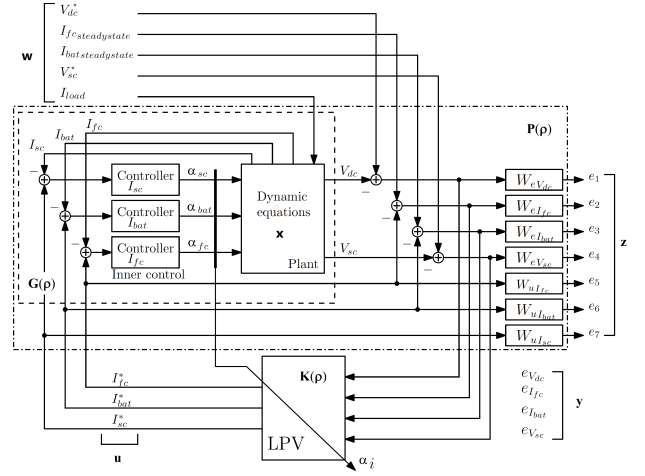 V*dc
Ifc steadystate
Ibat steadystate
w
V*sc
Iload
Ifc
Ibat
Isc
P(ρ)
Controller Isc
αsc
Vdc
WeVdc
e1
Dynamic equations
x
Controller Ibat
αbat
WeIfc
e2
WeIbat
e3
z
Controller Ifc
αfc
Vsc
WeVsc
e4
Plant
Inner control
G(ρ)
WuIfc
e5
WuIbat
e6
WuIsc
e7
K(ρ)
LPV
I*fc
I*bat
I*sc
u
eVdc
eIfc
eIbat
eVsc
y
αi